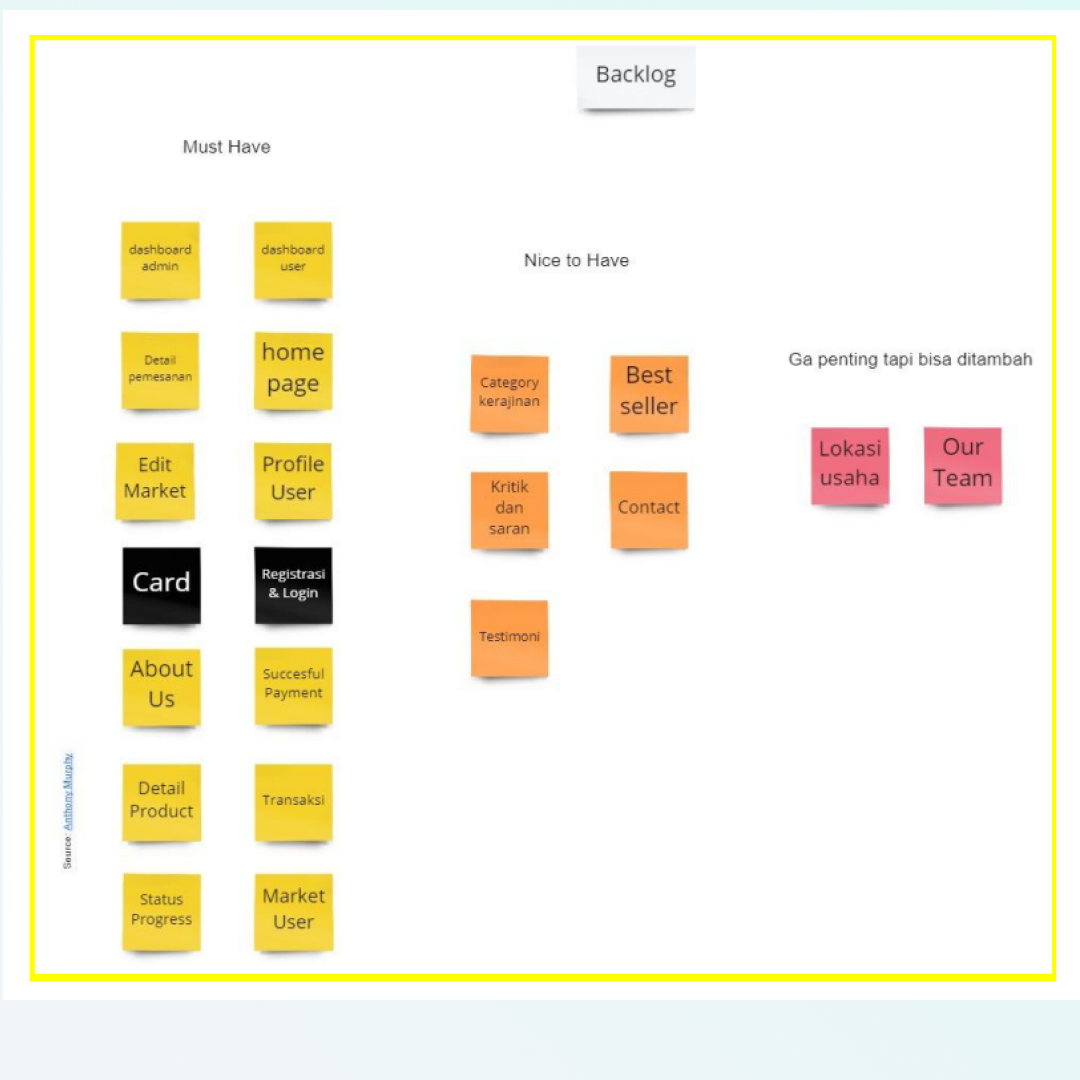 Backlog
Must Have
dashboard
admin
dashboard
user
Detail
pemesanan
home
page
Edit
Market
Profile
User
Card
Registrasi
& Login
About
Us
Succesful
Payment
Detail
Product
Transaksi
Status
Progress
Market
User
Nice to Have
Category
kerajinan
Best
seller
Kritik
dan
saran
Contact
Testimoni
Ga penting tapi bisa ditambah
Lokasi
usaha
Our
Team
Source: Anthony Murphy